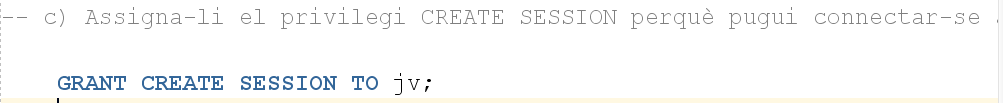 -- c) Assigna-li el privilegi CREATE SESSION perquè pugui connectar-se
GRANT CREATE SESSION TO jv;